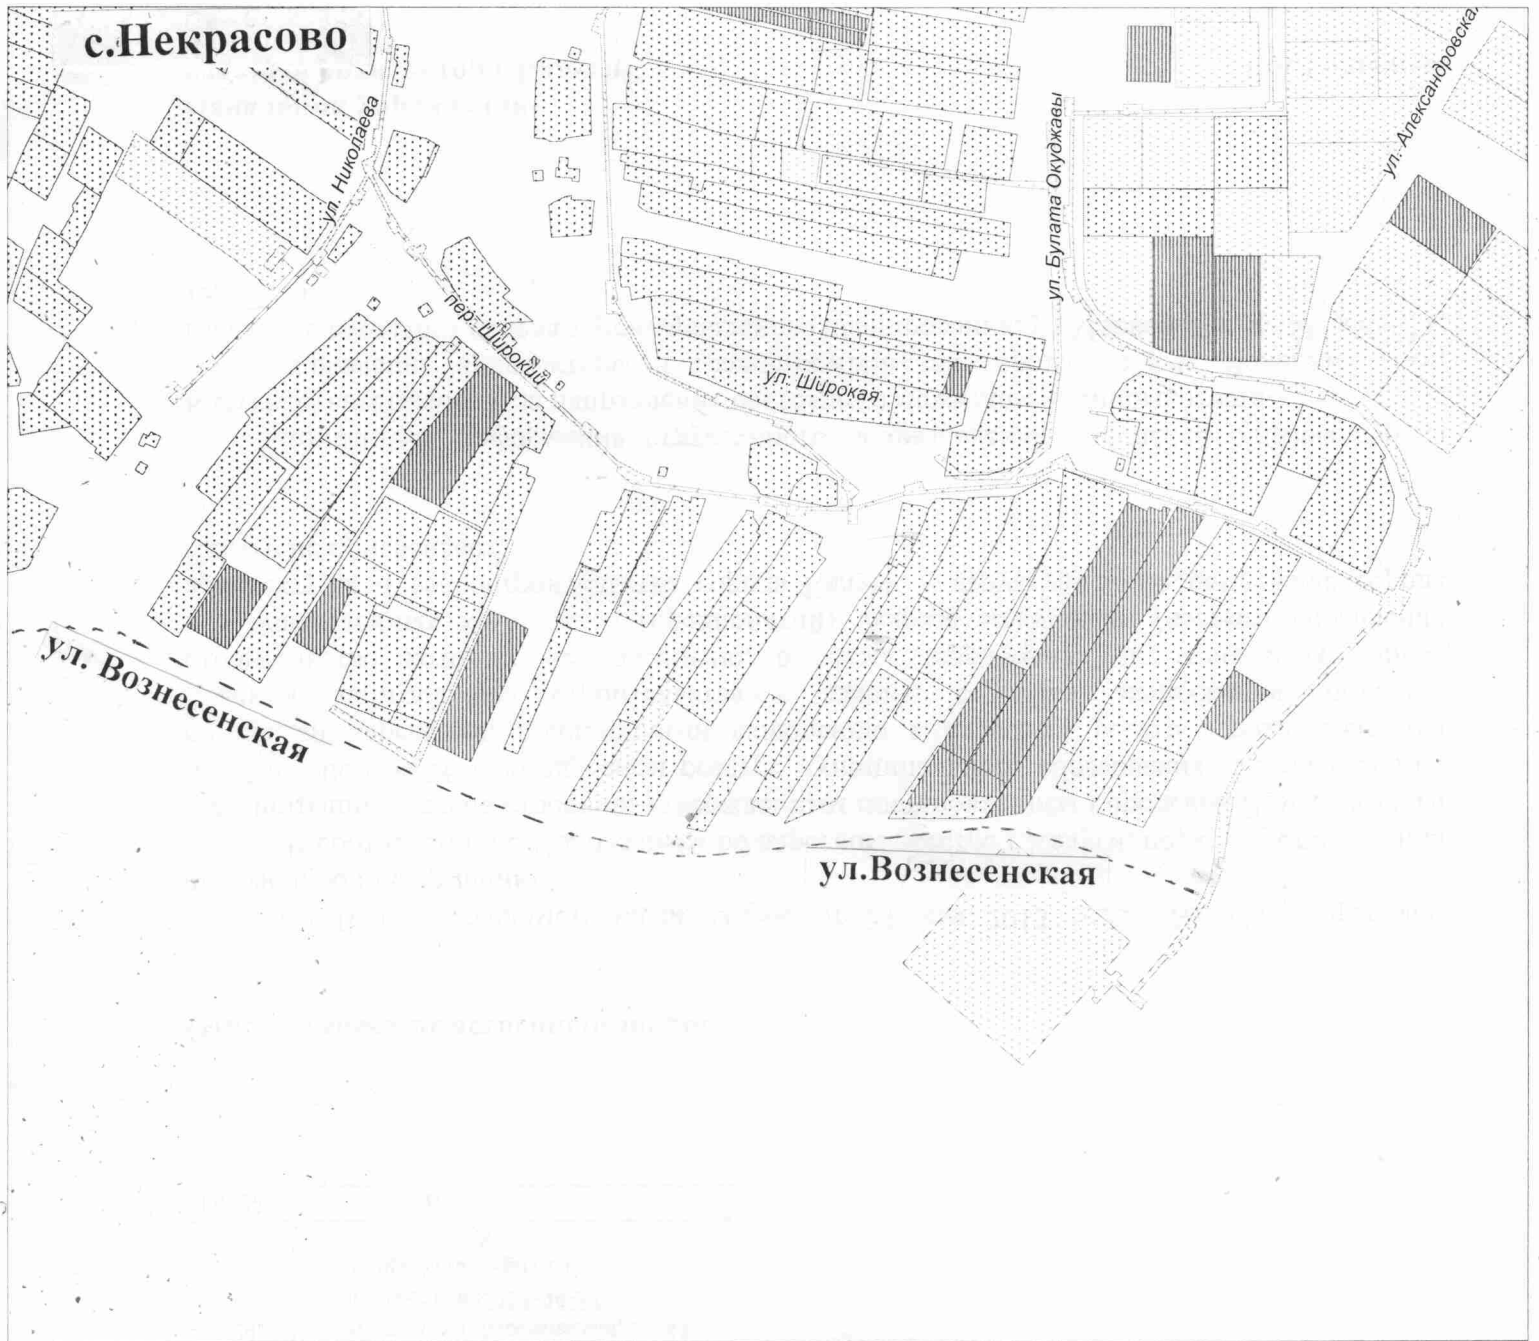 с.Некрасово
ул. Николаева
ул. Булата Окуджавы
ул. Александровская
пер. Широкий
ул. Широкая
ул. Вознесенская
ул.Вознесенская